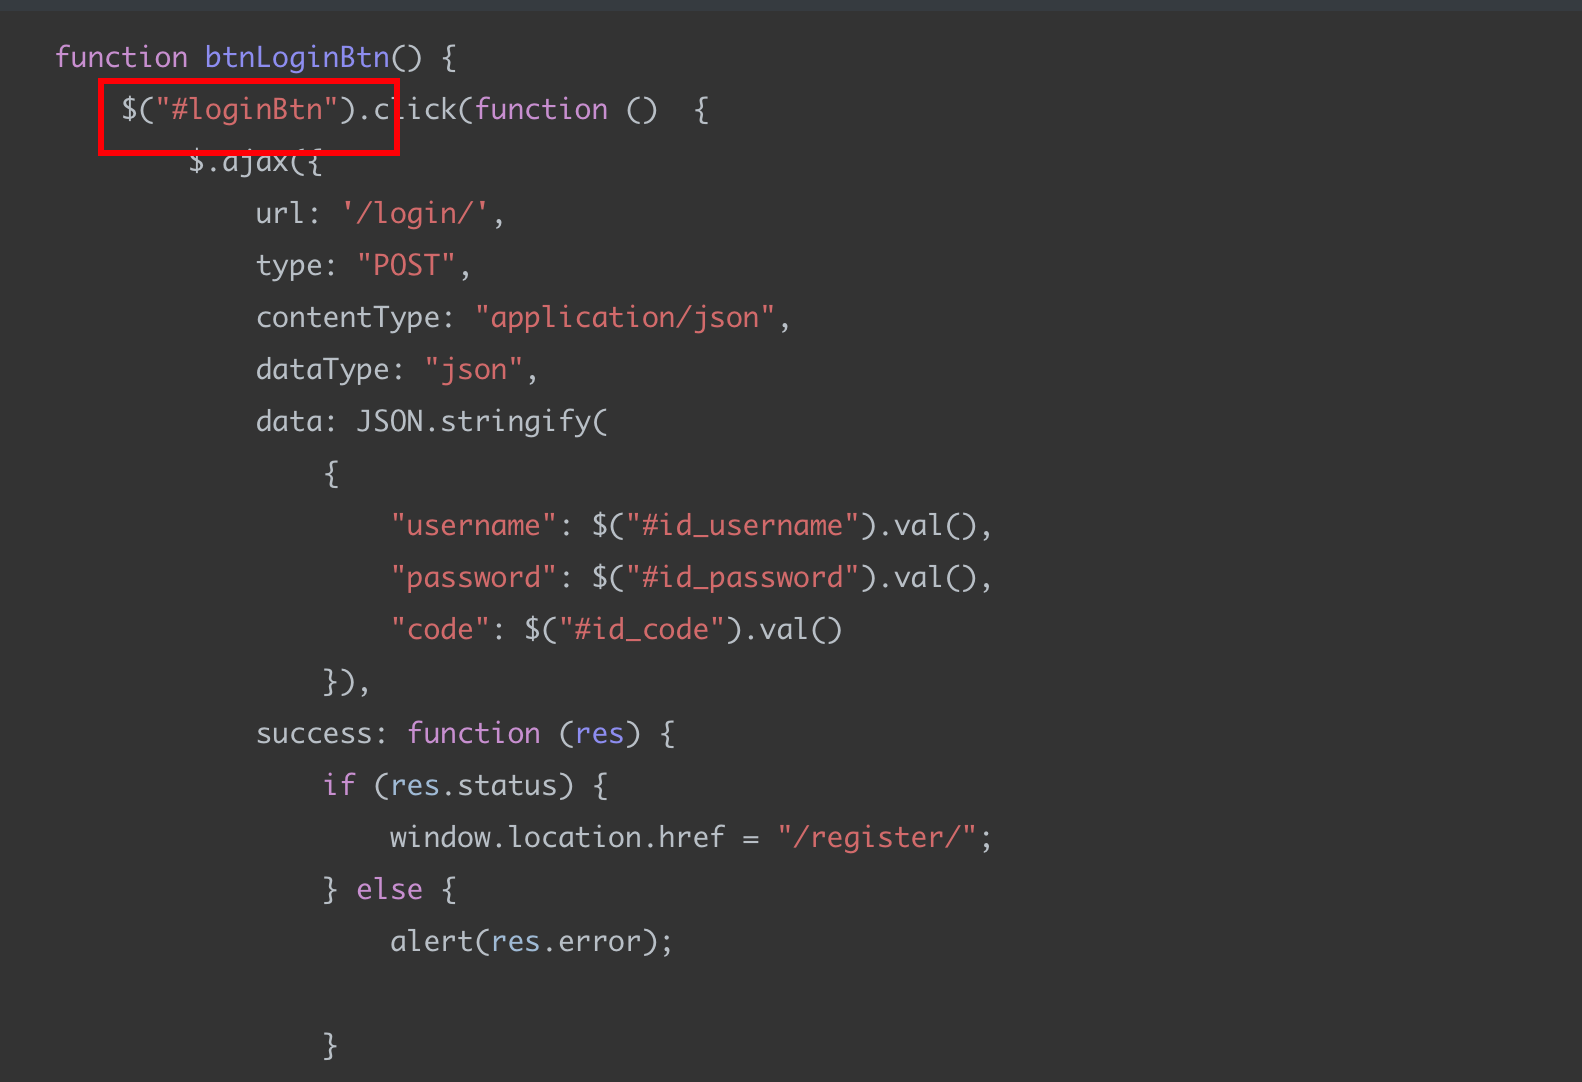 function btnLoginBtn() {
$("#loginBtn").click(function ()  {
$.ajax({
url: '/login/',
type: "POST",
contentType: "application/json",
dataType: "json",
data: JSON.stringify(
{
"username": $("#id_username").val(),
"password": $("#id_password").val(),
"code": $("#id_code").val()
}),
success: function (res) {
if (res.status) {
window.location.href = "/register/";
} else {
alert(res.error);
}